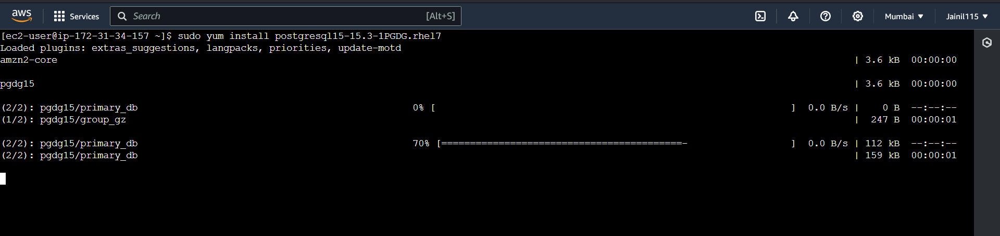 aws Services Search [Alt+S] Mumbai Jainil115
[ec2-user@ip-172-31-34-157 ~]$ sudo yum install postgresql15-15.3-1PGDG.rhel7
Loaded plugins: extras_suggestions, langpacks, priorities, update-motd
amzn2-core | 3.6 kB 00:00:00
pgdg15 | 3.6 kB 00:00:00
(2/2): pgdg15/primary_db 0% [ ] 0.0 B/s | 0 B --:--:--
(1/2): pgdg15/group_gz | 247 B 00:00:01
(2/2): pgdg15/primary_db 70% [==========================================- ] 0.0 B/s | 112 kB --:--:--
(2/2): pgdg15/primary_db | 159 kB 00:00:01